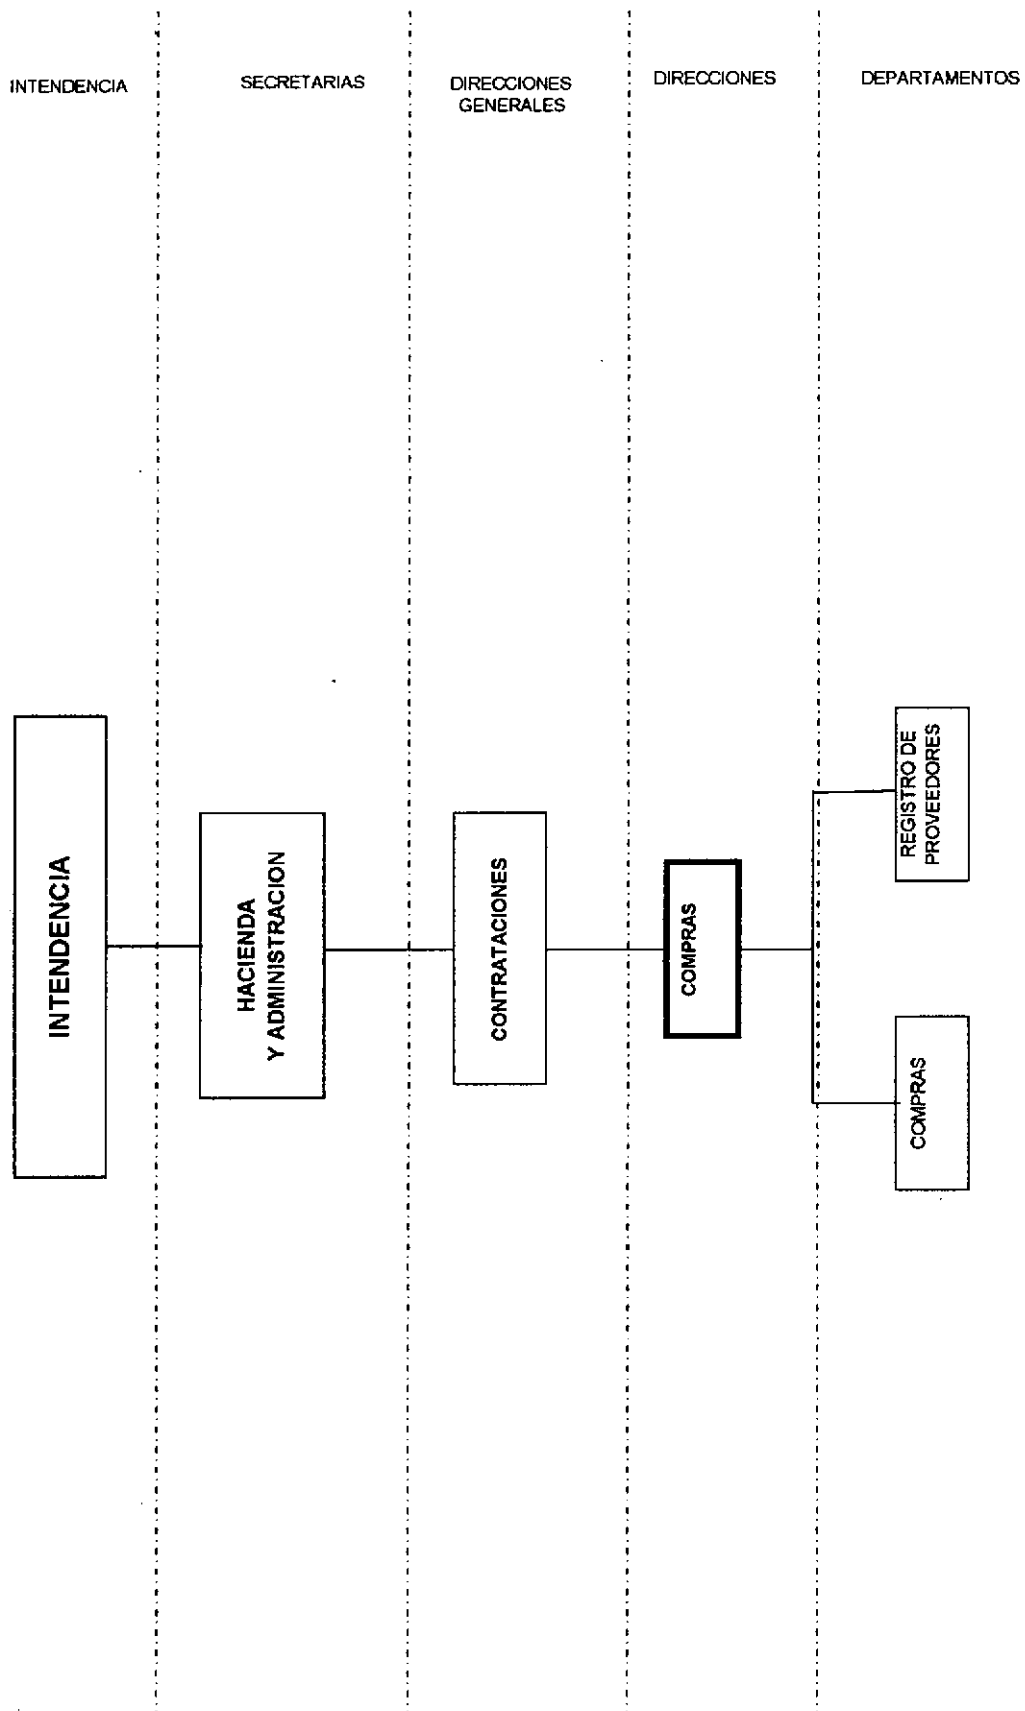 INTENDENCIA
SECRETARIAS
DIRECCIONES
GENERALES
DIRECCIONES
DEPARTAMENTOS
INTENDENCIA
HACIENDA
Y ADMINISTRACION
CONTRATACIONES
COMPRAS
REGISTRO DE
PROVEEDORES
COMPRAS